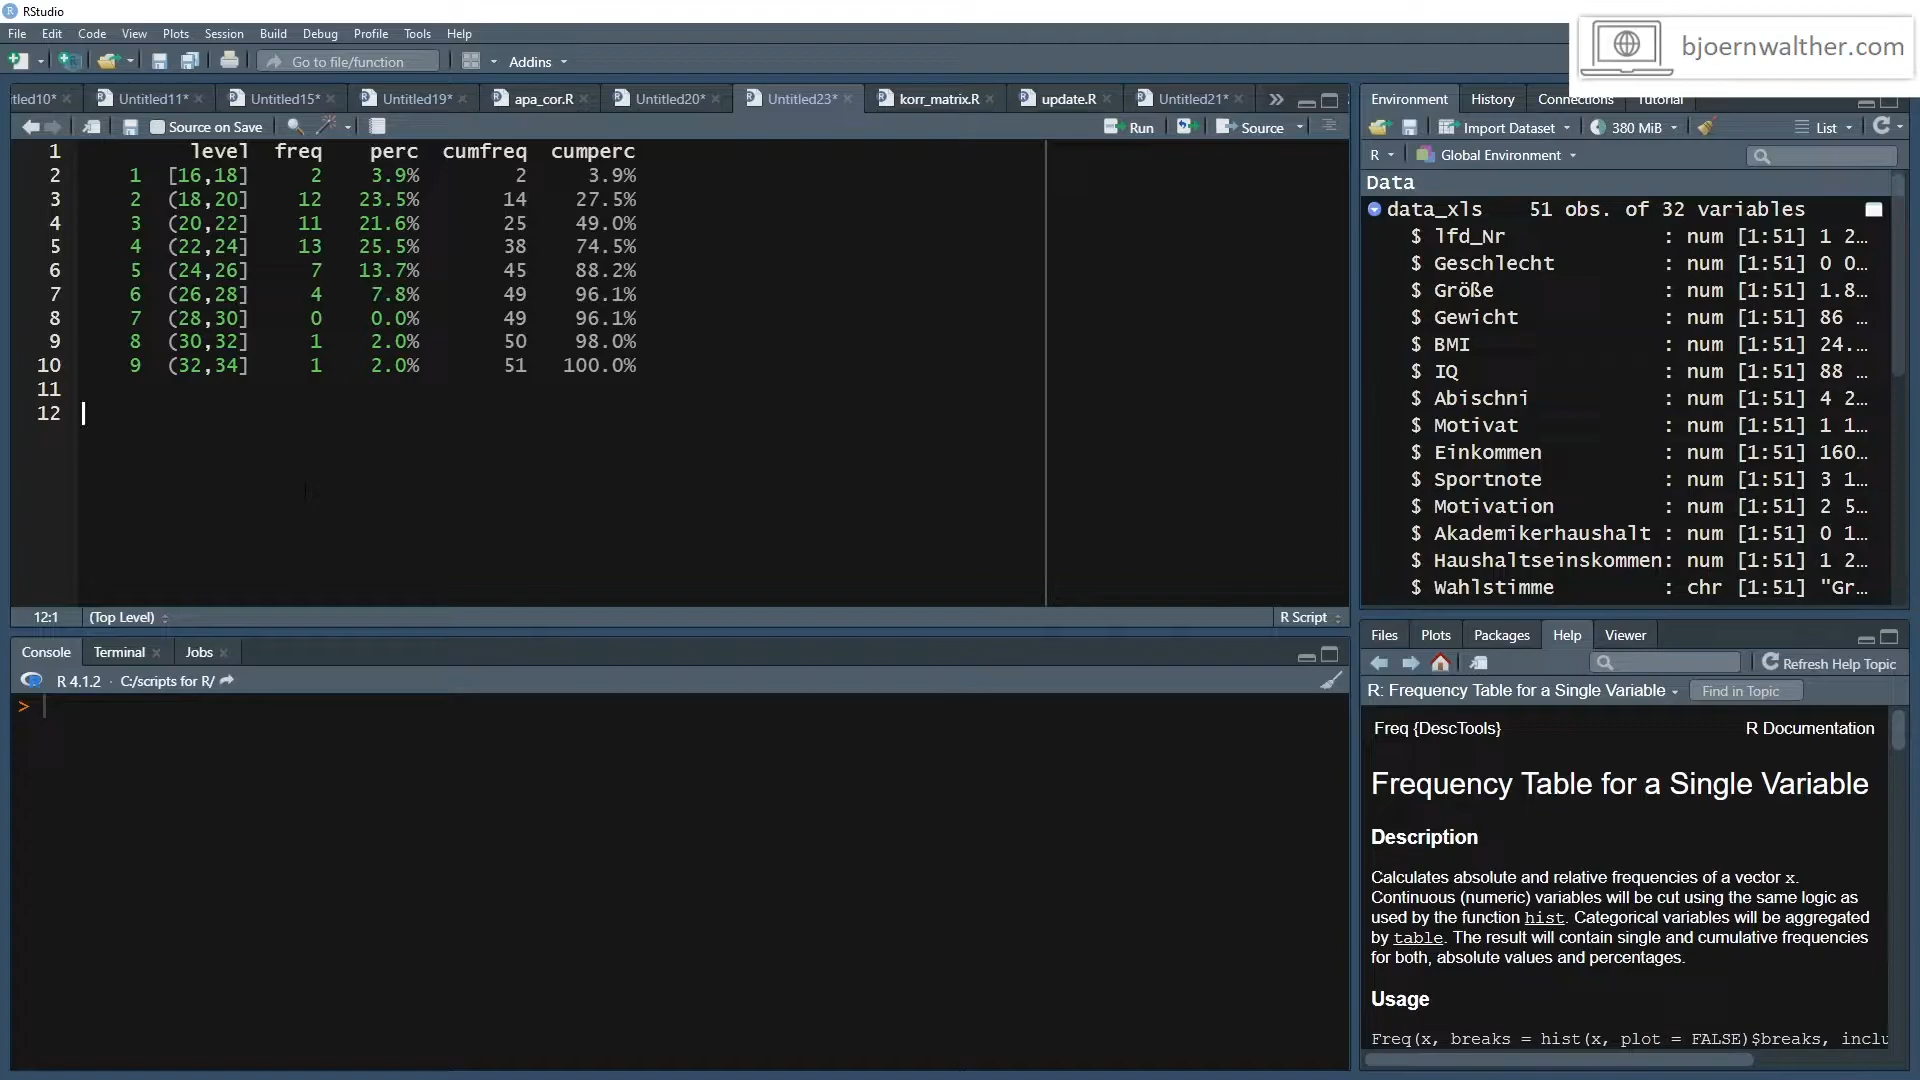 RStudio
File Edit Code View Plots Session Build Debug Profile Tools Help
bjoernwalther.com
Go to file/function Addins
tled10* Untitled11* Untitled15* Untitled19* apa_cor.R Untitled20* Untitled23* korr_matrix.R update.R Untitled21*
Source on Save Run Source
1 level freq perc cumfreq cumperc
2 1 [16,18] 2 3.9% 2 3.9%
3 2 (18,20] 12 23.5% 14 27.5%
4 3 (20,22] 11 21.6% 25 49.0%
5 4 (22,24] 13 25.5% 38 74.5%
6 5 (24,26] 7 13.7% 45 88.2%
7 6 (26,28] 4 7.8% 49 96.1%
8 7 (28,30] 0 0.0% 49 96.1%
9 8 (30,32] 1 2.0% 50 98.0%
10 9 (32,34] 1 2.0% 51 100.0%
11
12
12:1 (Top Level) R Script
Console Terminal Jobs
R 4.1.2 · C:/scripts for R/
>
Environment History Connections Tutorial
Import Dataset 380 MiB List
R Global Environment
Data
data_xls 51 obs. of 32 variables
$ lfd_Nr : num [1:51] 1 2…
$ Geschlecht : num [1:51] 0 0…
$ Größe : num [1:51] 1.8…
$ Gewicht : num [1:51] 86 …
$ BMI : num [1:51] 24.…
$ IQ : num [1:51] 88 …
$ Abischni : num [1:51] 4 2…
$ Motivat : num [1:51] 1 1…
$ Einkommen : num [1:51] 160…
$ Sportnote : num [1:51] 3 1…
$ Motivation : num [1:51] 2 5…
$ Akademikerhaushalt : num [1:51] 0 1…
$ Haushaltseinskommen: num [1:51] 1 2…
$ Wahlstimme : chr [1:51] "Gr…
Files Plots Packages Help Viewer
Refresh Help Topic
R: Frequency Table for a Single Variable Find in Topic
Freq {DescTools} R Documentation
Frequency Table for a Single Variable
Description
Calculates absolute and relative frequencies of a vector x.
Continuous (numeric) variables will be cut using the same logic as
used by the function hist. Categorical variables will be aggregated
by table. The result will contain single and cumulative frequencies
for both, absolute values and percentages.
Usage
Freq(x, breaks = hist(x, plot = FALSE)$breaks, inclu